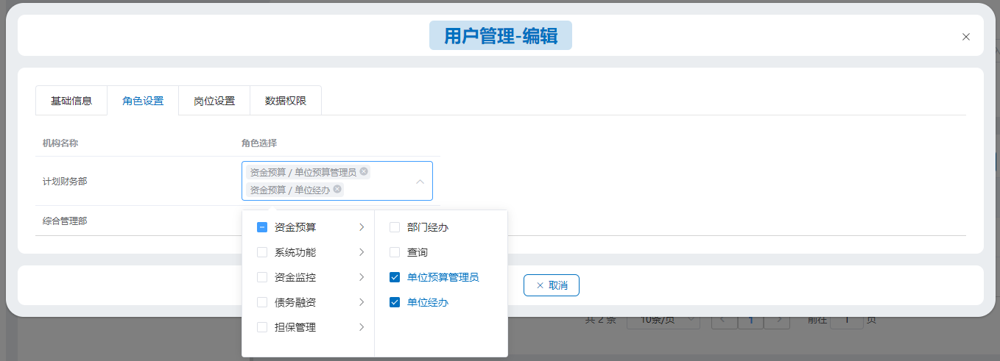 用户管理-编辑
基础信息
角色设置
岗位设置
数据权限
机构名称
角色选择
计划财务部
资金预算 / 单位预算管理员
资金预算 / 单位经办
综合管理部
资金预算
系统功能
资金监控
债务融资
担保管理
部门经办
查询
单位预算管理员
单位经办
取消
共 2 条
10条/页
1
前往
1
页